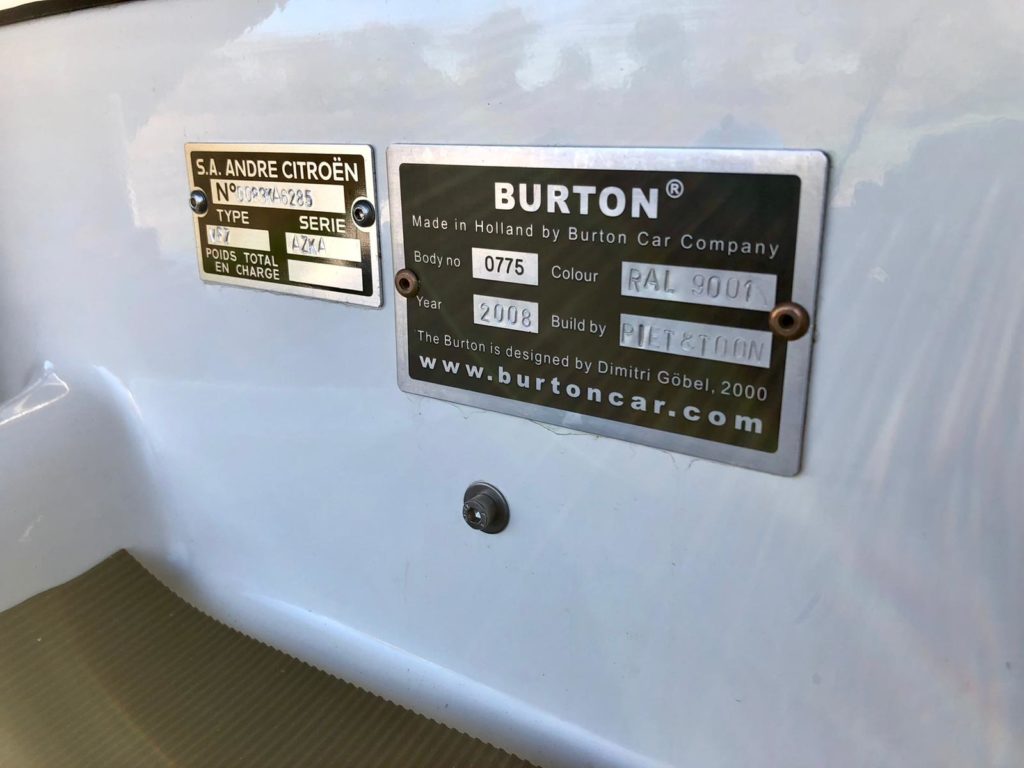 S.A. ANDRE CITROËN
Nº
TYPE SERIE
AZKA
POIDS TOTAL
EN CHARGE
BURTON®
Made in Holland by Burton Car Company
Body no 0775 Colour RAL 9001
Year 2008 Build by PIET&TOON
The Burton is designed by Dimitri Göbel, 2000
www.burtoncar.com